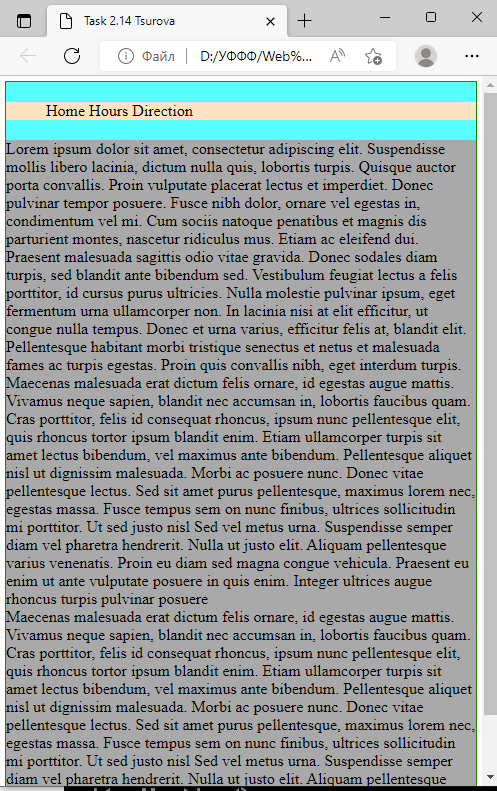 Task 2.14 Tsurova
Файл
D:/УФФФ/Web%...
Home Hours Direction
Lorem ipsum dolor sit amet, consectetur adipiscing elit. Suspendisse
mollis libero lacinia, dictum nulla quis, lobortis turpis. Quisque auctor
porta convallis. Proin vulputate placerat lectus et imperdiet. Donec
pulvinar tempor posuere. Fusce nibh dolor, ornare vel egestas in,
condimentum vel mi. Cum sociis natoque penatibus et magnis dis
parturient montes, nascetur ridiculus mus. Etiam ac eleifend dui.
Praesent malesuada sagittis odio vitae gravida. Donec sodales diam
turpis, sed blandit ante bibendum sed. Vestibulum feugiat lectus a felis
porttitor, id cursus purus ultricies. Nulla molestie pulvinar ipsum, eget
fermentum urna ullamcorper non. In lacinia nisi at elit efficitur, ut
congue nulla tempus. Donec et urna varius, efficitur felis at, blandit elit.
Pellentesque habitant morbi tristique senectus et netus et malesuada
fames ac turpis egestas. Proin quis convallis nibh, eget interdum turpis.
Maecenas malesuada erat dictum felis ornare, id egestas augue mattis.
Vivamus neque sapien, blandit nec accumsan in, lobortis faucibus quam.
Cras porttitor, felis id consequat rhoncus, ipsum nunc pellentesque elit,
quis rhoncus tortor ipsum blandit enim. Etiam ullamcorper turpis sit
amet lectus bibendum, vel maximus ante bibendum. Pellentesque aliquet
nisl ut dignissim malesuada. Morbi ac posuere nunc. Donec vitae
pellentesque lectus. Sed sit amet purus pellentesque, maximus lorem nec,
egestas massa. Fusce tempus sem on nunc finibus, ultrices sollicitudin
mi porttitor. Ut sed justo nisl Sed vel metus urna. Suspendisse semper
diam vel pharetra hendrerit. Nulla ut justo elit. Aliquam pellentesque
varius venenatis. Proin eu diam sed magna congue vehicula. Praesent eu
enim ut ante vulputate posuere in quis enim. Integer ultrices augue
rhoncus turpis pulvinar posuere
Maecenas malesuada erat dictum felis ornare, id egestas augue mattis.
Vivamus neque sapien, blandit nec accumsan in, lobortis faucibus quam.
Cras porttitor, felis id consequat rhoncus, ipsum nunc pellentesque elit,
quis rhoncus tortor ipsum blandit enim. Etiam ullamcorper turpis sit
amet lectus bibendum, vel maximus ante bibendum. Pellentesque aliquet
nisl ut dignissim malesuada. Morbi ac posuere nunc. Donec vitae
pellentesque lectus. Sed sit amet purus pellentesque, maximus lorem nec,
egestas massa. Fusce tempus sem on nunc finibus, ultrices sollicitudin
mi porttitor. Ut sed justo nisl Sed vel metus urna. Suspendisse semper
diam vel pharetra hendrerit. Nulla ut justo elit. Aliquam pellentesque